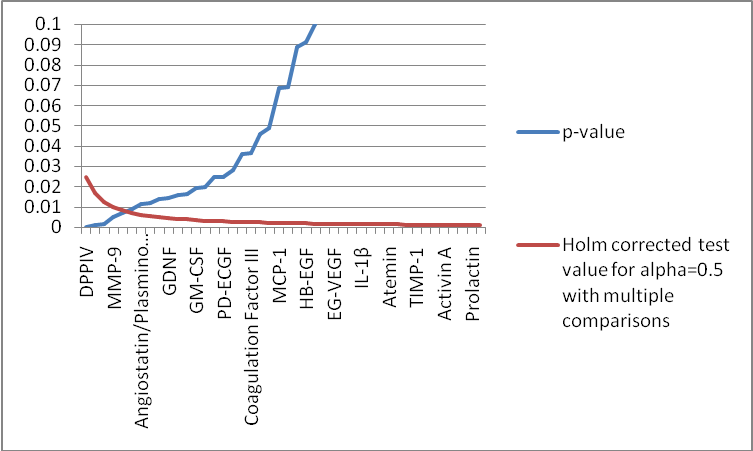 0.1
0.09
0.08
0.07
0.06
0.05
0.04
0.03
0.02
0.01
0
DPPIV
MMP-9
Angiostatin/Plasmino...
GDNF
GM-CSF
PD-ECGF
Coagulation Factor III
MCP-1
HB-EGF
EG-VEGF
IL-1β
Atemin
TIMP-1
Activin A
Prolactin
p-value
Holm corrected test
value for alpha=0.5
with multiple
comparisons